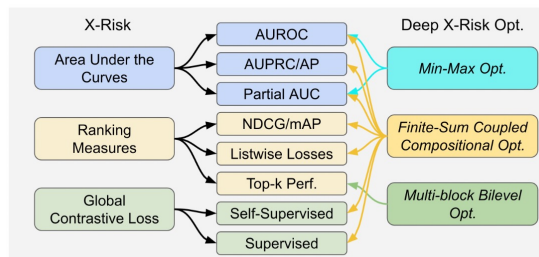 X-Risk
Deep X-Risk Opt.
Area Under the
Curves
Ranking
Measures
Global
Contrastive Loss
AUROC
AUPRC/AP
Partial AUC
NDCG/mAP
Listwise Losses
Top-k Perf.
Self-Supervised
Supervised
Min-Max Opt.
Finite-Sum Coupled
Compositional Opt.
Multi-block Bilevel
Opt.